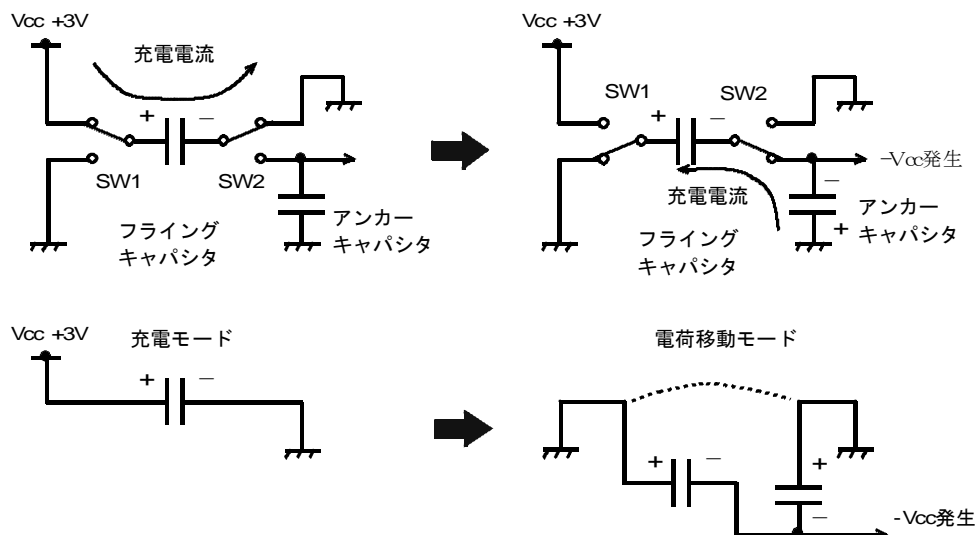 Vcc +3V
充電電流
+
−
SW1
SW2
フライング
キャパシタ
アンカー
キャパシタ
Vcc +3V
SW1
SW2
+
−
−Vcc発生
充電電流
−
+
フライング
キャパシタ
アンカー
キャパシタ
Vcc +3V
充電モード
+
−
電荷移動モード
+
−
+
−
-Vcc発生